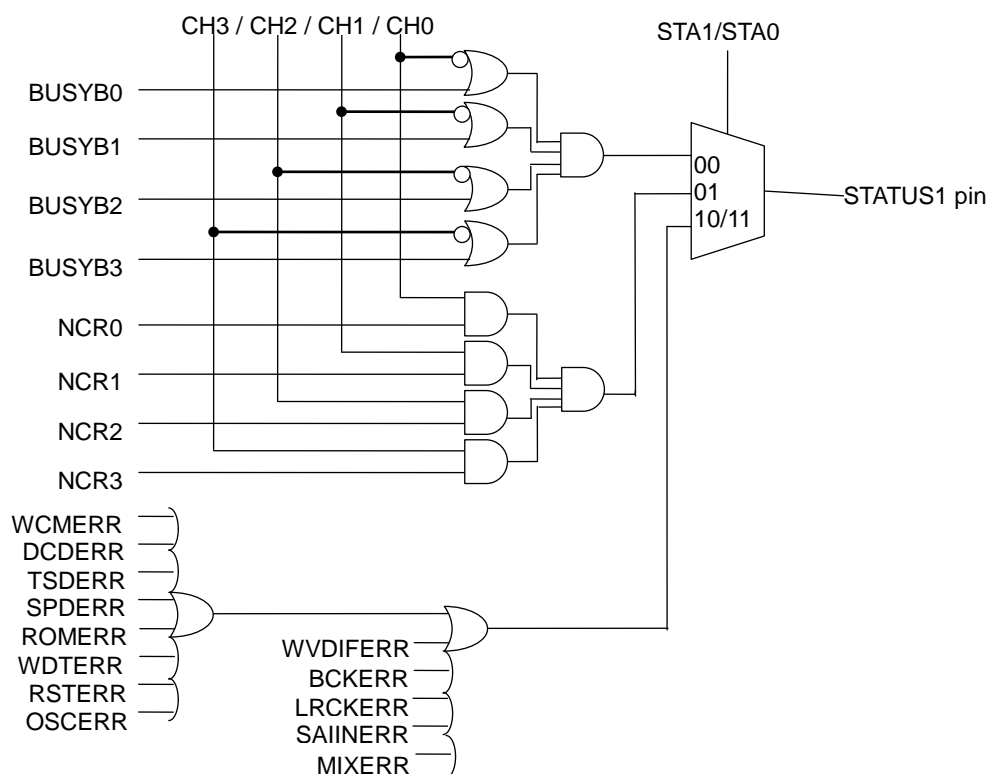 CH3 / CH2 / CH1 / CH0
STA1/STA0
BUSYB0
BUSYB1
BUSYB2
BUSYB3
00
01
10/11
STATUS1 pin
NCR0
NCR1
NCR2
NCR3
WCMERR
DCDERR
TSDERR
SPDERR
ROMERR
WDTERR
RSTERR
OSCERR
WVDIFERR
BCKERR
LRCKERR
SAIINERR
MIXERR